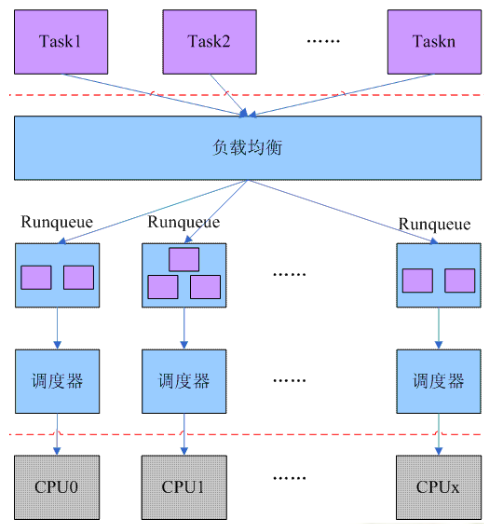 Task1 Task2 …… Taskn
负载均衡
Runqueue Runqueue Runqueue
……
调度器 调度器 …… 调度器
CPU0 CPU1 …… CPUx